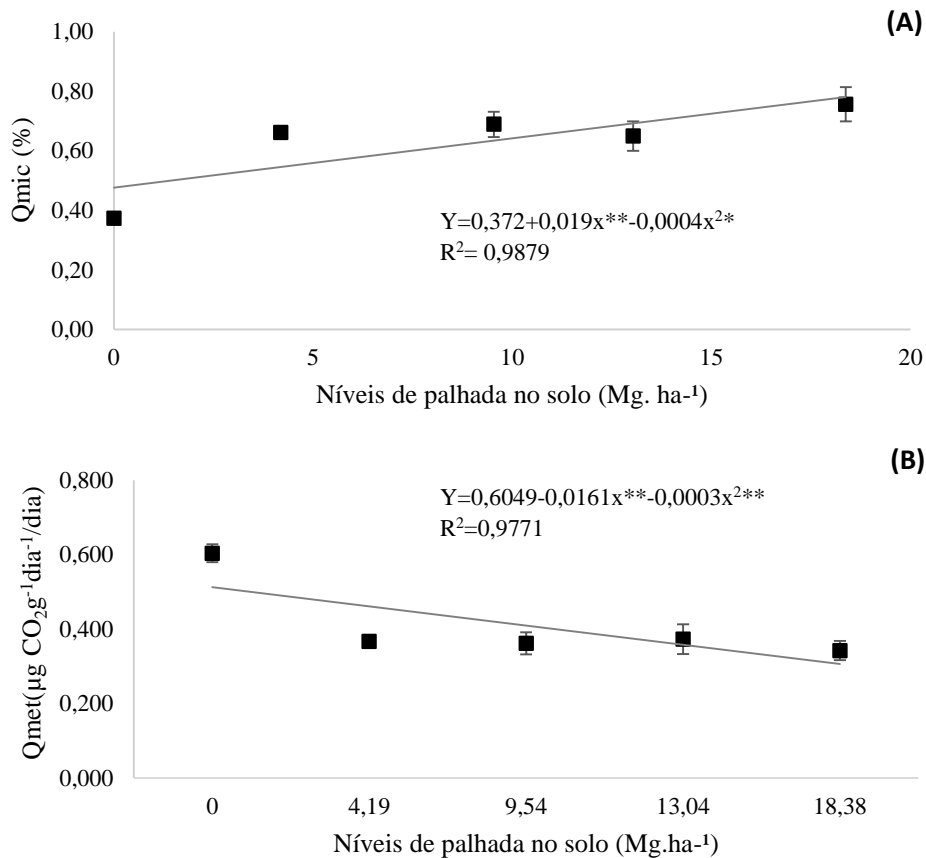 (A)
1,00
0,80
0,60
0,40
0,20
0,00
Qmic (%)
Y=0,372+0,019x**-0,0004x²*
R²= 0,9879
0 5 10 15 20
Níveis de palhada no solo (Mg. ha-¹)
(B)
0,800
0,600
0,400
0,200
0,000
Qmet(µg CO₂g⁻¹dia⁻¹/dia)
Y=0,6049-0,0161x**-0,0003x²**
R²=0,9771
0 4,19 9,54 13,04 18,38
Níveis de palhada no solo (Mg.ha-¹)